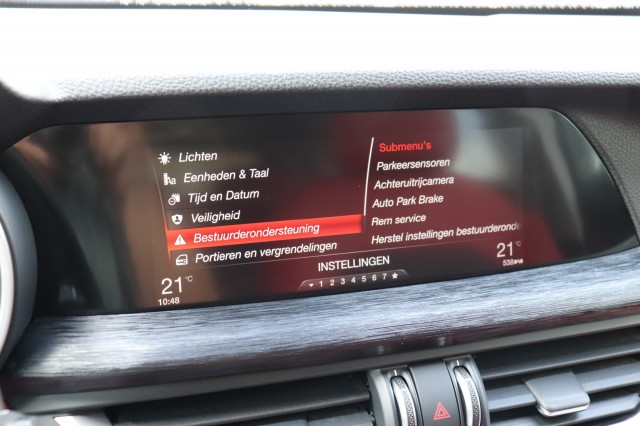 Lichten
Eenheden & Taal
Tijd en Datum
Veiligheid
Bestuurderondersteuning
Portieren en vergrendelingen
Submenu's
Parkeersensoren
Achteruitrijcamera
Auto Park Brake
Rem service
Herstel instellingen bestuurderonde
INSTELLINGEN
1 2 3 4 5 6 7
21 °C
10:48
21 °C